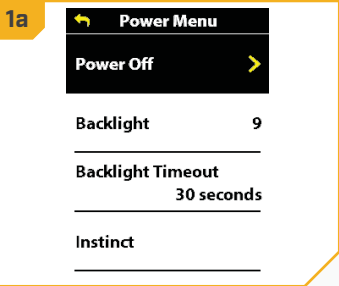 1a
Power Menu
Power Off
Backlight 9
Backlight Timeout
30 seconds
Instinct